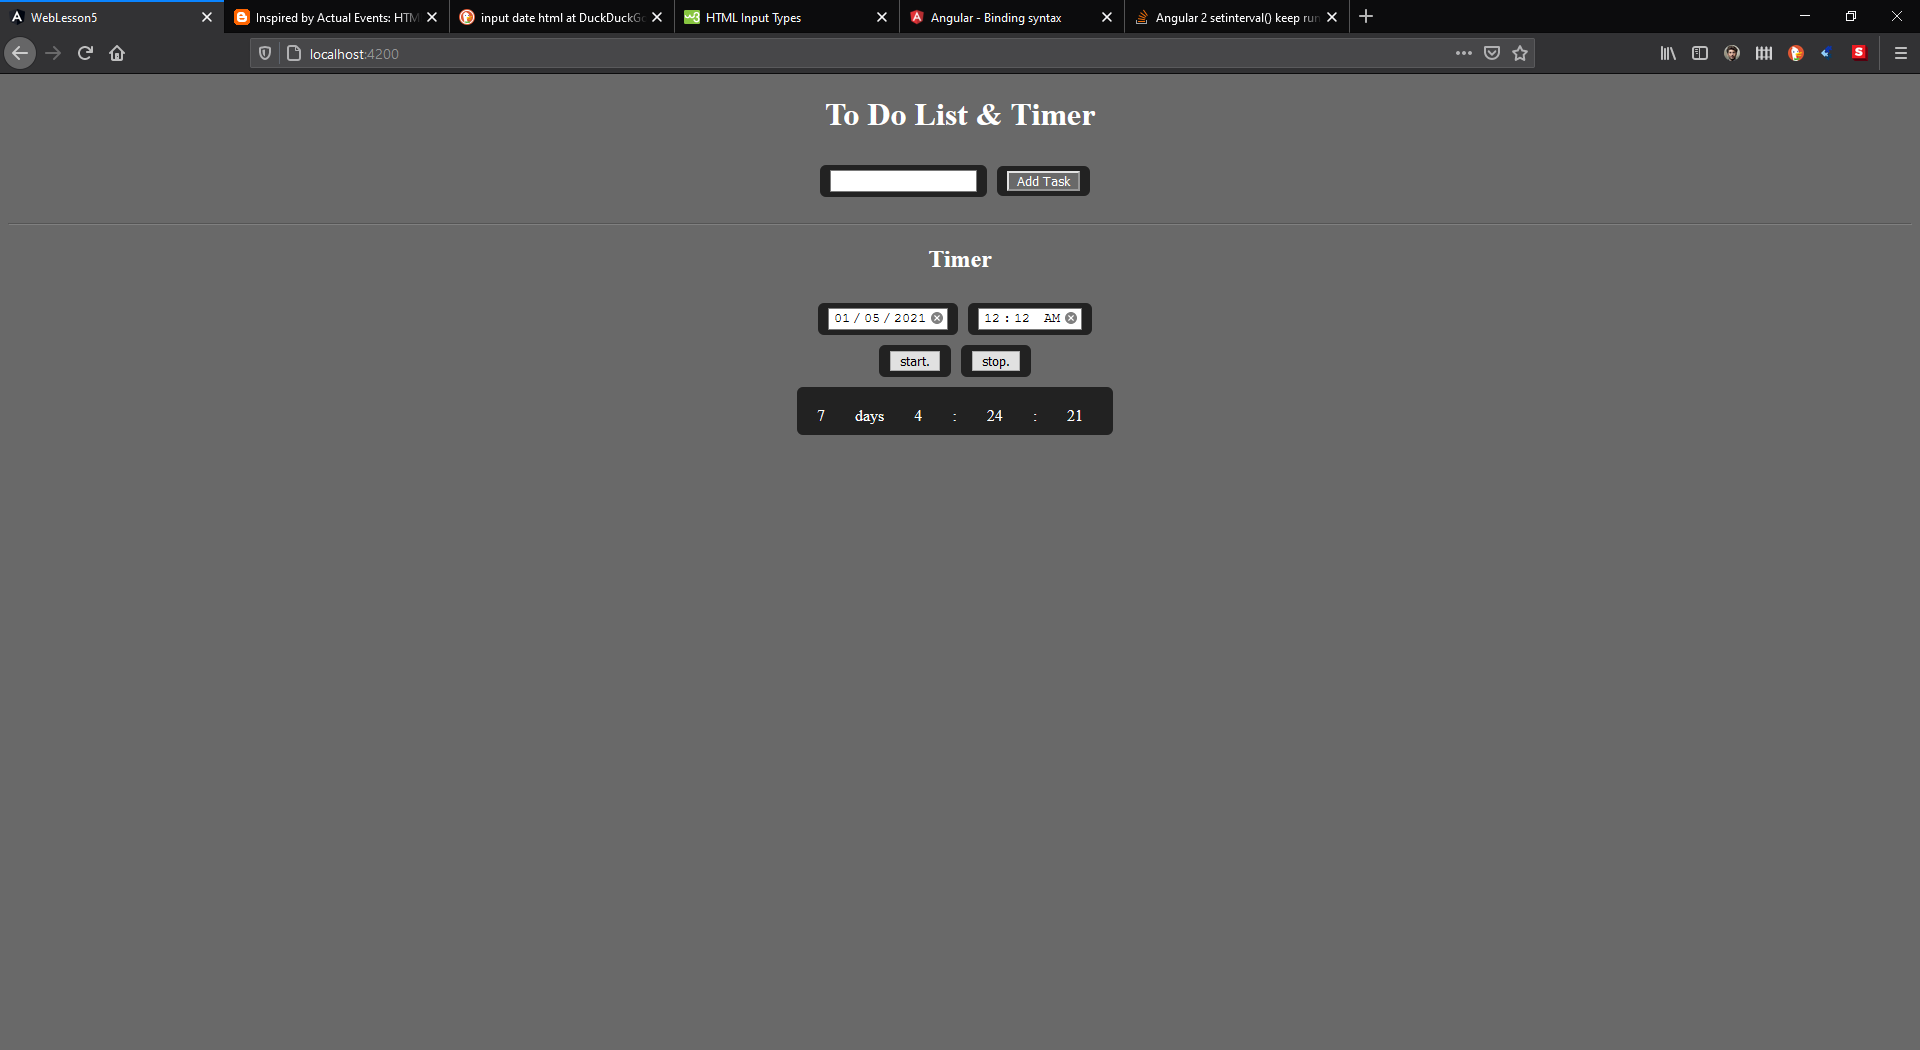 WebLesson5
Inspired by Actual Events: HTM
input date html at DuckDuckGo
HTML Input Types
Angular - Binding syntax
Angular 2 setinterval() keep run
localhost:4200
To Do List & Timer
Add Task
Timer
01 / 05 / 2021 12 : 12 AM
start. stop.
7 days 4 : 24 : 21